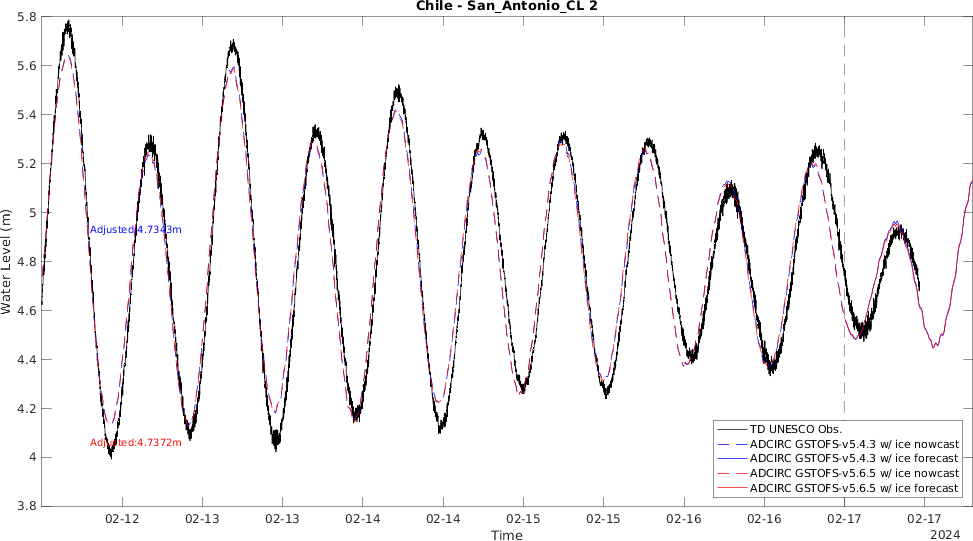 Chile - San_Antonio_CL 2
5.8
5.6
5.4
5.2
5
4.8
4.6
4.4
4.2
4
3.8
Water Level (m)
Adjusted:4.7343m
Adjusted:4.7372m
TD UNESCO Obs.
ADCIRC GSTOFS-v5.4.3 w/ ice nowcast
ADCIRC GSTOFS-v5.4.3 w/ ice forecast
ADCIRC GSTOFS-v5.6.5 w/ ice nowcast
ADCIRC GSTOFS-v5.6.5 w/ ice forecast
02-12 02-13 02-13 02-14 02-14 02-15 02-15 02-16 02-16 02-17 02-17
Time
2024